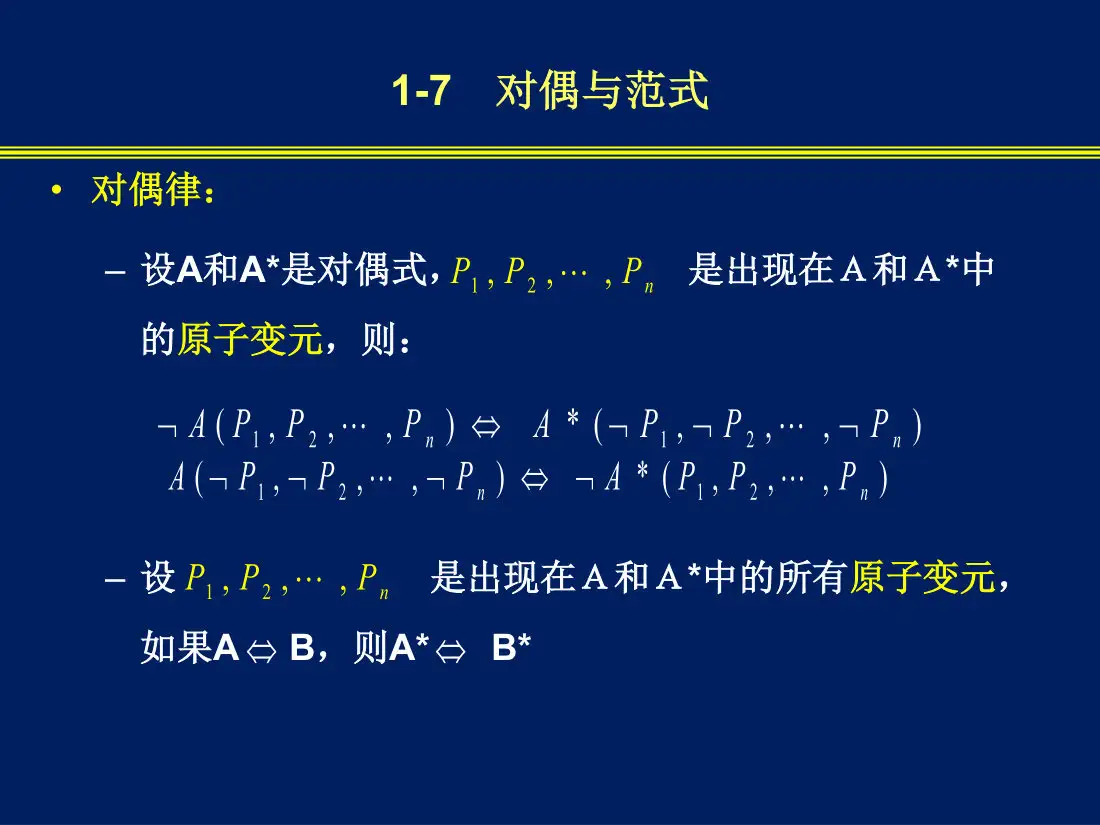 1-7 对偶与范式
• 对偶律：
– 设A和A*是对偶式，P₁ , P₂ , ⋯ , Pₙ 是出现在Ａ和Ａ*中
的原子变元，则：
¬ A ( P₁ , P₂ , ⋯ , Pₙ ) ⇔ A * ( ¬ P₁ , ¬ P₂ , ⋯ , ¬ Pₙ )
A ( ¬ P₁ , ¬ P₂ , ⋯ , ¬ Pₙ ) ⇔ ¬ A * ( P₁ , P₂ , ⋯ , Pₙ )
– 设 P₁ , P₂ , ⋯ , Pₙ 是出现在Ａ和Ａ*中的所有原子变元，
如果A ⇔ B，则A* ⇔ B*